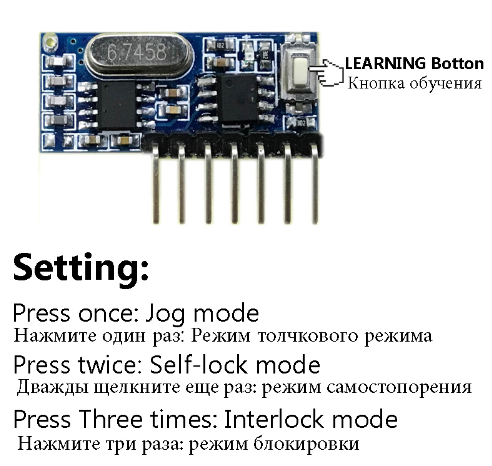 6.7458
LEARNING Botton
Кнопка обучения
Setting:
Press once: Jog mode
Нажмите один раз: Режим толчкового режима
Press twice: Self-lock mode
Дважды щелкните еще раз: режим самостопорения
Press Three times: Interlock mode
Нажмите три раза: режим блокировки